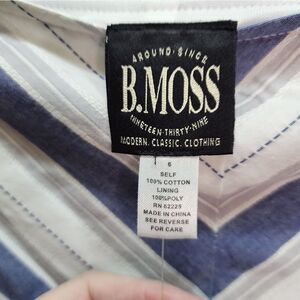 AROUND · SINCE
B.MOSS
NINETEEN·THIRTY·NINE
MODERN. CLASSIC. CLOTHING
6
SELF
100% COTTON
LINING
100%POLY
RN 62225
MADE IN CHINA
SEE REVERSE
FOR CARE